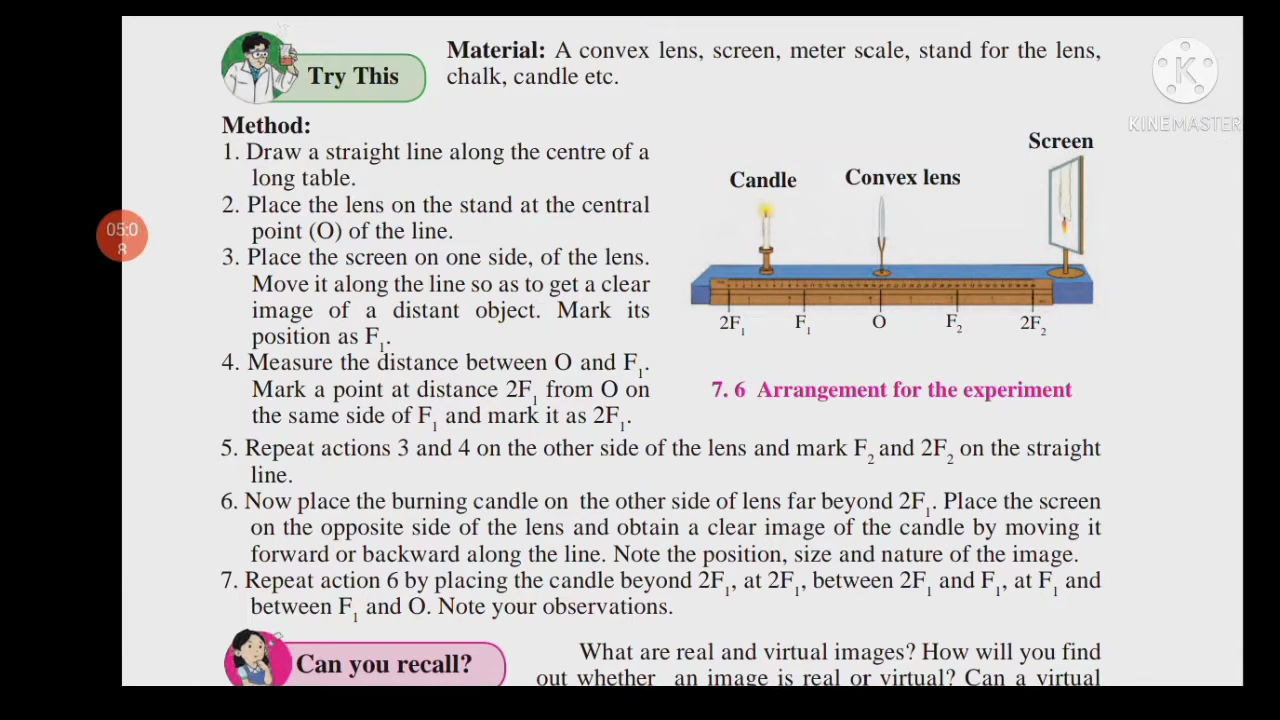 Try This
Material: A convex lens, screen, meter scale, stand for the lens,
chalk, candle etc.
KINEMASTER
Method:
1. Draw a straight line along the centre of a
long table.
2. Place the lens on the stand at the central
point (O) of the line.
3. Place the screen on one side, of the lens.
Move it along the line so as to get a clear
image of a distant object. Mark its
position as F₁.
4. Measure the distance between O and F₁.
Mark a point at distance 2F₁ from O on
the same side of F₁ and mark it as 2F₁.
05:0
8
Screen
Candle
Convex lens
2F₁
F₁
O
F₂
2F₂
7. 6 Arrangement for the experiment
5. Repeat actions 3 and 4 on the other side of the lens and mark F₂ and 2F₂ on the straight
line.
6. Now place the burning candle on the other side of lens far beyond 2F₁. Place the screen
on the opposite side of the lens and obtain a clear image of the candle by moving it
forward or backward along the line. Note the position, size and nature of the image.
7. Repeat action 6 by placing the candle beyond 2F₁, at 2F₁, between 2F₁ and F₁, at F₁ and
between F₁ and O. Note your observations.
Can you recall?
What are real and virtual images? How will you find
out whether an image is real or virtual? Can a virtual